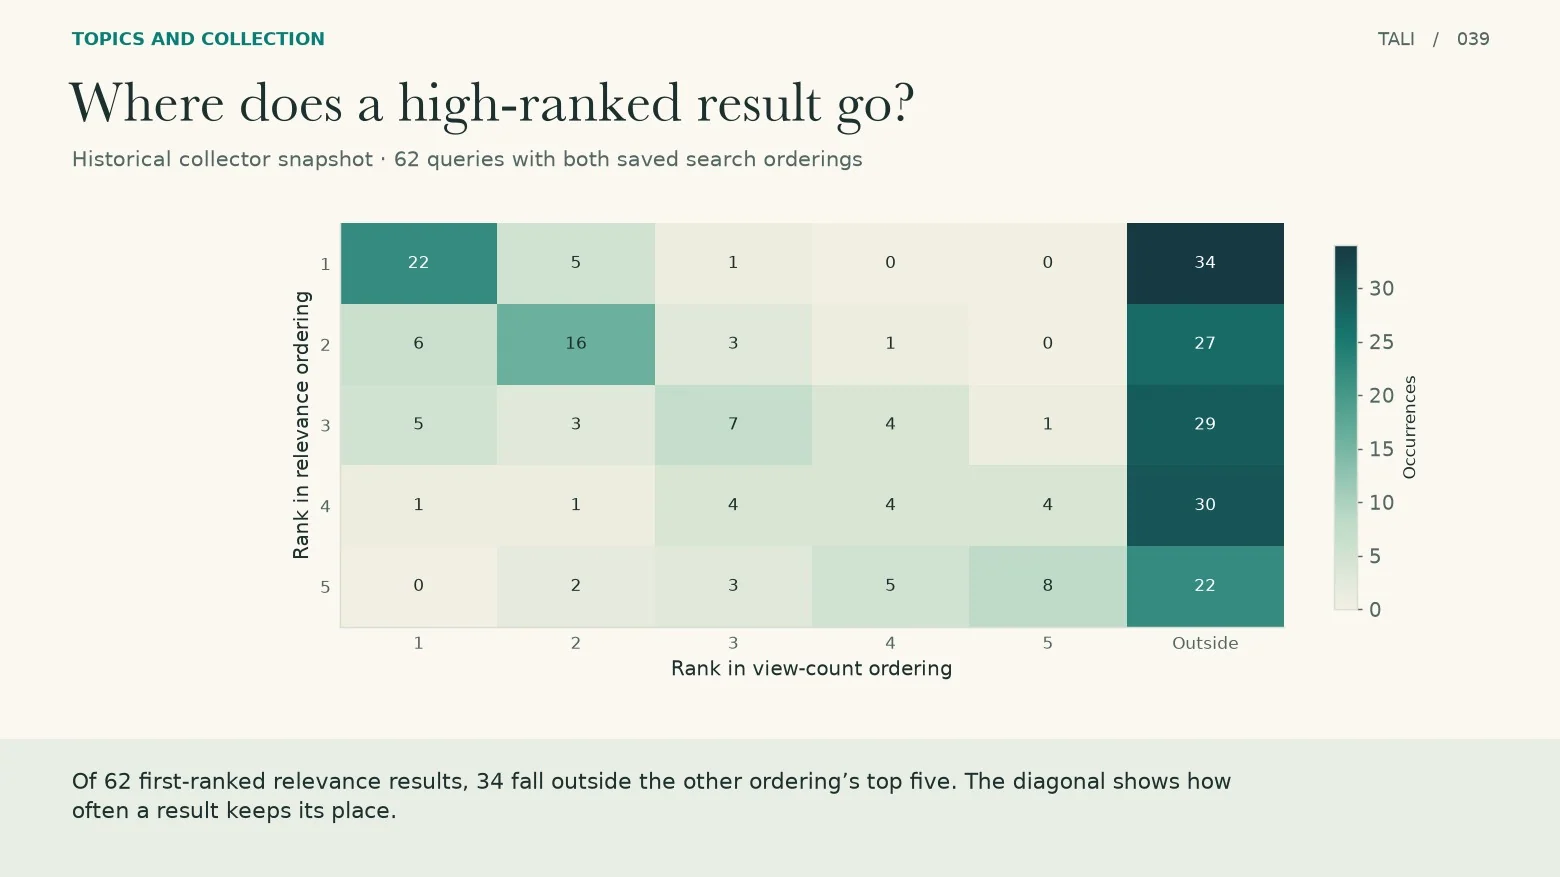 TOPICS AND COLLECTION
TALI / 039
Where does a high-ranked result go?
Historical collector snapshot · 62 queries with both saved search orderings
Rank in relevance ordering
1 22 5 1 0 0 34
2 6 16 3 1 0 27
3 5 3 7 4 1 29
4 1 1 4 4 4 30
5 0 2 3 5 8 22
1 2 3 4 5 Outside
Rank in view-count ordering
30
25
20
15
10
5
0
Occurrences
Of 62 first-ranked relevance results, 34 fall outside the other ordering’s top five. The diagonal shows how
often a result keeps its place.